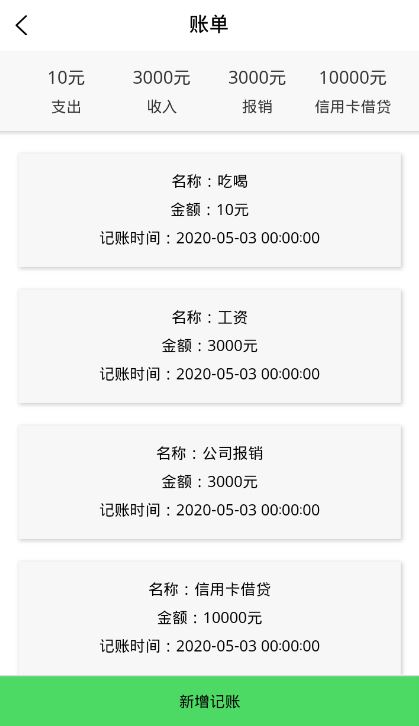 账单
10元 3000元 3000元 10000元
支出 收入 报销 信用卡借贷
名称：吃喝
金额：10元
记账时间：2020-05-03 00:00:00
名称：工资
金额：3000元
记账时间：2020-05-03 00:00:00
名称：公司报销
金额：3000元
记账时间：2020-05-03 00:00:00
名称：信用卡借贷
金额：10000元
记账时间：2020-05-03 00:00:00
新增记账